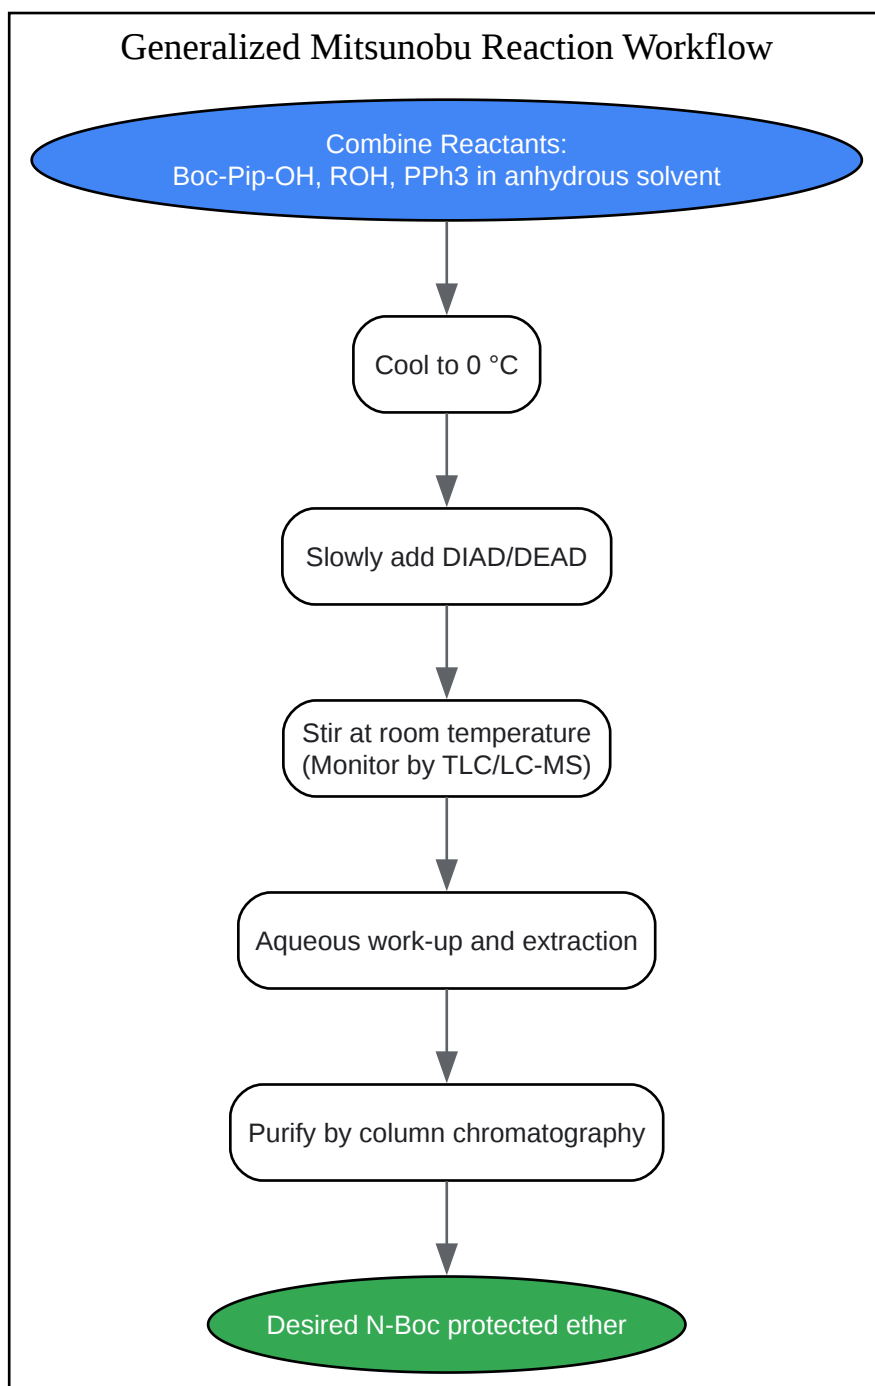 Generalized Mitsunobu Reaction Workflow
Combine Reactants:
Boc-Pip-OH, ROH, PPh3 in anhydrous solvent
Cool to 0 °C
Slowly add DIAD/DEAD
Stir at room temperature
(Monitor by TLC/LC-MS)
Aqueous work-up and extraction
Purify by column chromatography
Desired N-Boc protected ether